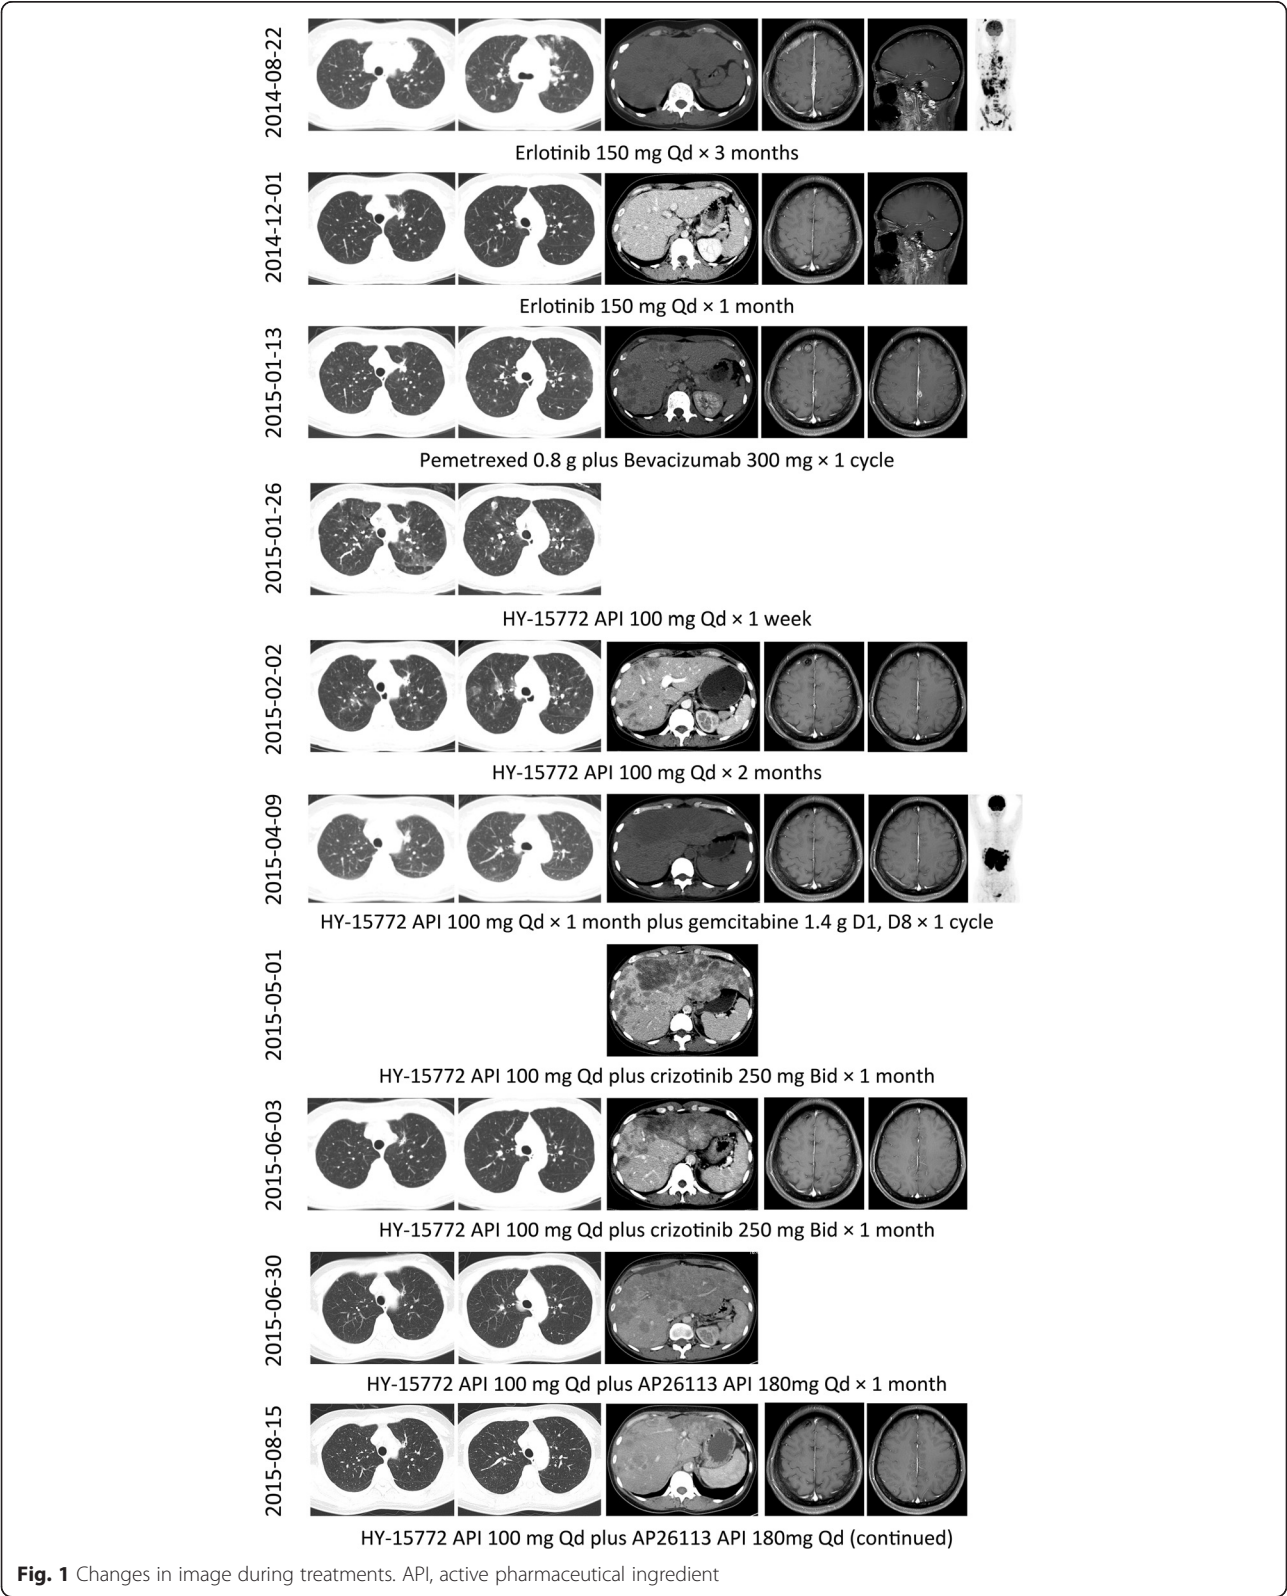 2014-08-22
Erlotinib 150 mg Qd × 3 months
2014-12-01
Erlotinib 150 mg Qd × 1 month
2015-01-13
Pemetrexed 0.8 g plus Bevacizumab 300 mg × 1 cycle
2015-01-26
HY-15772 API 100 mg Qd × 1 week
2015-02-02
HY-15772 API 100 mg Qd × 2 months
2015-04-09
HY-15772 API 100 mg Qd × 1 month plus gemcitabine 1.4 g D1, D8 × 1 cycle
2015-05-01
HY-15772 API 100 mg Qd plus crizotinib 250 mg Bid × 1 month
2015-06-03
HY-15772 API 100 mg Qd plus crizotinib 250 mg Bid × 1 month
2015-06-30
HY-15772 API 100 mg Qd plus AP26113 API 180mg Qd × 1 month
2015-08-15
HY-15772 API 100 mg Qd plus AP26113 API 180mg Qd (continued)
Fig. 1 Changes in image during treatments. API, active pharmaceutical ingredient